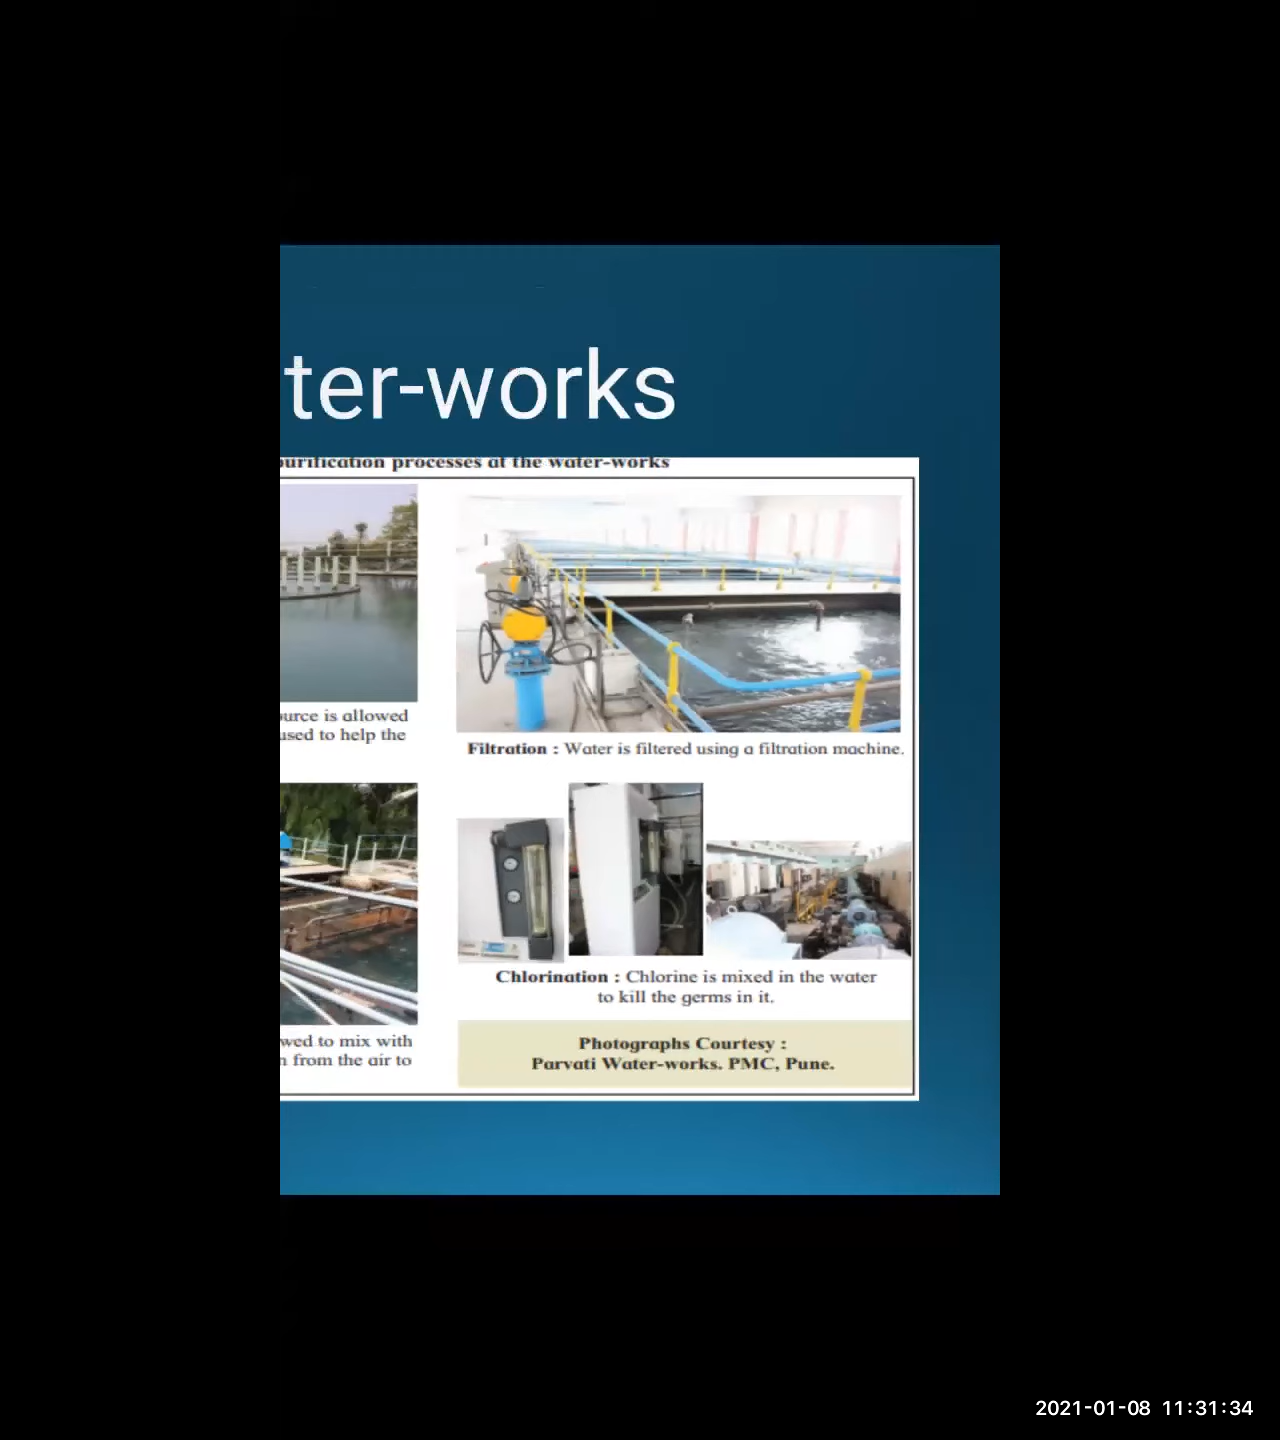 ter-works
purification processes at the water-works
ource is allowed
used to help the
Filtration : Water is filtered using a filtration machine.
Chlorination : Chlorine is mixed in the water
to kill the germs in it.
wed to mix with
n from the air to
Photographs Courtesy :
Parvati Water-works. PMC, Pune.
2021-01-08 11:31:34